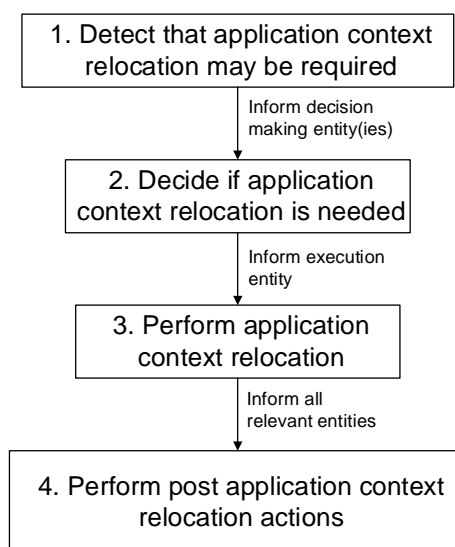 1. Detect that application context
relocation may be required
Inform decision
making entity(ies)
2. Decide if application
context relocation is needed
Inform execution
entity
3. Perform application
context relocation
Inform all
relevant entities
4. Perform post application context
relocation actions